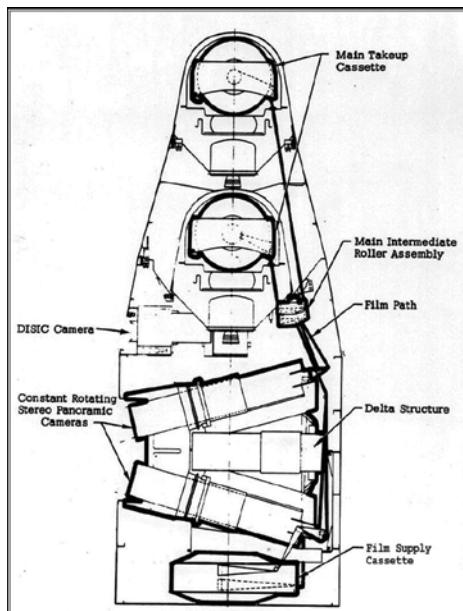 Main Takeup
Cassette
Main Intermediate
Roller Assembly
Film Path
DISIC Camera
Constant Rotating
Stereo Panoramic
Cameras
Delta Structure
Film Supply
Cassette